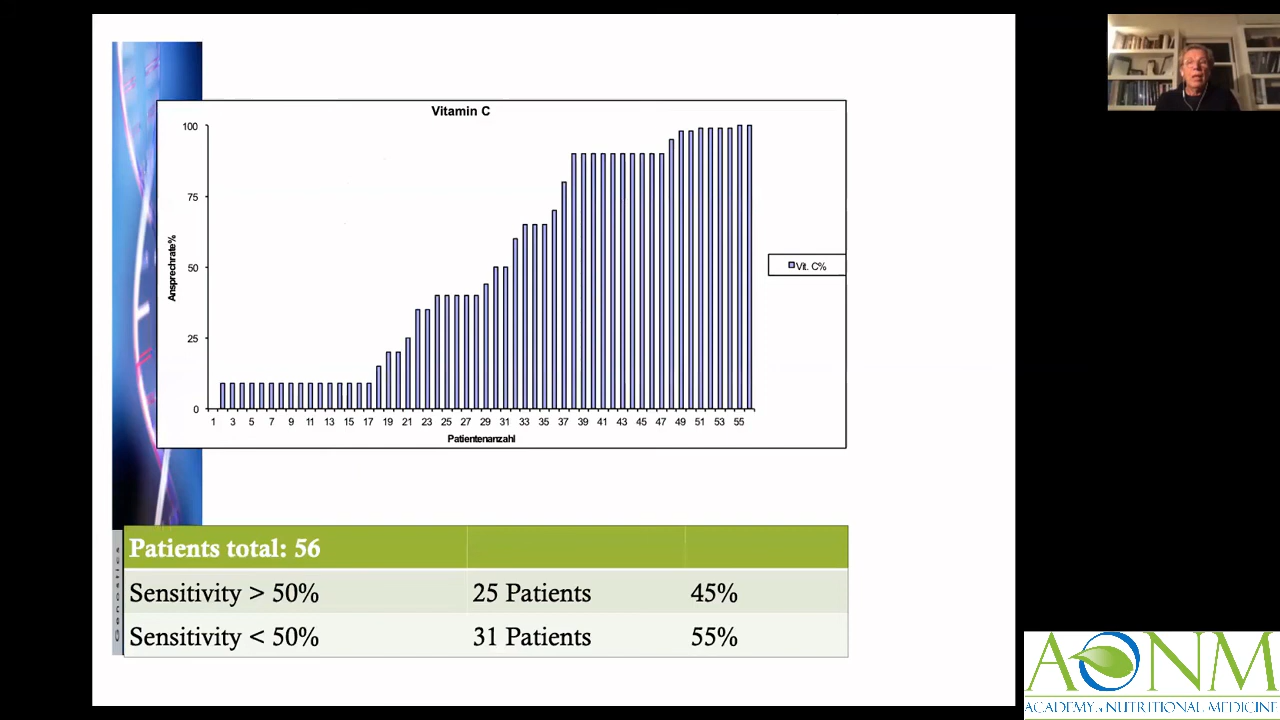 Vitamin C
100
75
50
25
0
Ansprechrate%
1 3 5 7 9 11 13 15 17 19 21 23 25 27 29 31 33 35 37 39 41 43 45 47 49 51 53 55
Patientenanzahl
Vit. C%
Genostics
Patients total: 56
Sensitivity > 50% 25 Patients 45%
Sensitivity < 50% 31 Patients 55%
AONM
ACADEMY of NUTRITIONAL MEDICINE